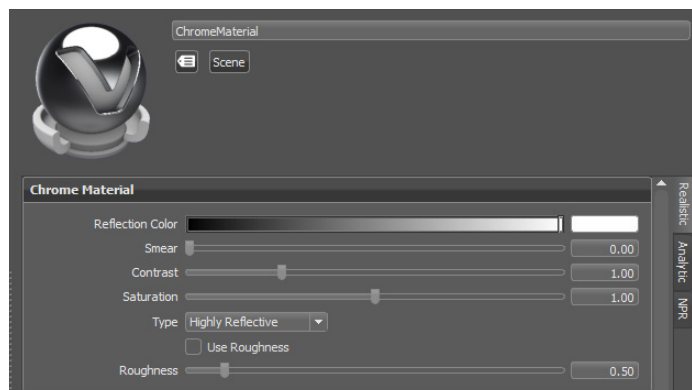 ChromeMaterial
Scene
Chrome Material
Reflection Color
Smear 0.00
Contrast 1.00
Saturation 1.00
Type Highly Reflective
Use Roughness
Roughness 0.50
Realistic
Analytic
NPR